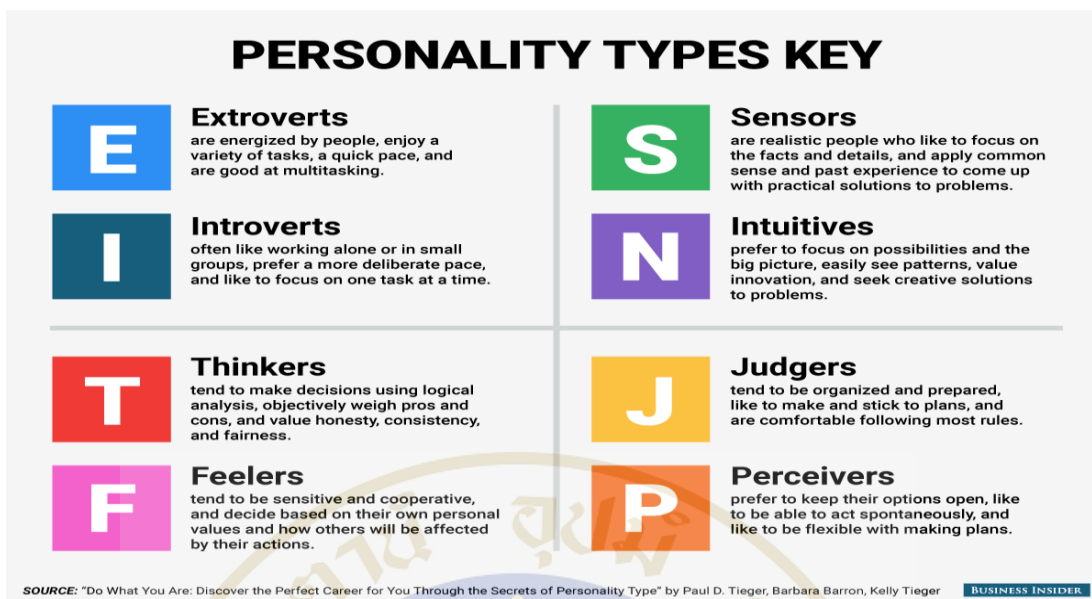 PERSONALITY TYPES KEY
E
Extroverts
are energized by people, enjoy a
variety of tasks, a quick pace, and
are good at multitasking.
I
Introverts
often like working alone or in small
groups, prefer a more deliberate pace,
and like to focus on one task at a time.
S
Sensors
are realistic people who like to focus on
the facts and details, and apply common
sense and past experience to come up
with practical solutions to problems.
N
Intuitives
prefer to focus on possibilities and the
big picture, easily see patterns, value
innovation, and seek creative solutions
to problems.
T
Thinkers
tend to make decisions using logical
analysis, objectively weigh pros and
cons, and value honesty, consistency,
and fairness.
F
Feelers
tend to be sensitive and cooperative,
and decide based on their own personal
values and how others will be affected
by their actions.
J
Judgers
tend to be organized and prepared,
like to make and stick to plans, and
are comfortable following most rules.
P
Perceivers
prefer to keep their options open, like
to be able to act spontaneously, and
like to be flexible with making plans.
SOURCE: "Do What You Are: Discover the Perfect Career for You Through the Secrets of Personality Type" by Paul D. Tieger, Barbara Barron, Kelly Tieger
BUSINESS INSIDER